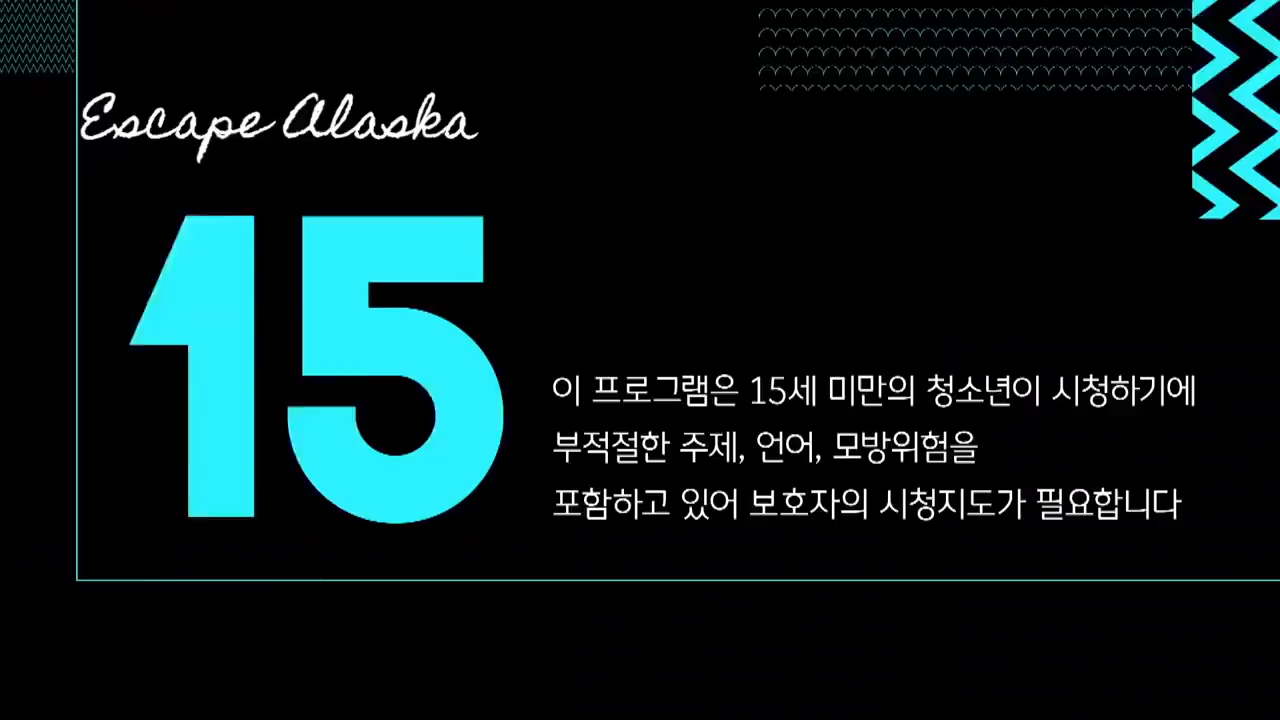 Escape Alaska
15
이 프로그램은 15세 미만의 청소년이 시청하기에
부적절한 주제, 언어, 모방위험을
포함하고 있어 보호자의 시청지도가 필요합니다